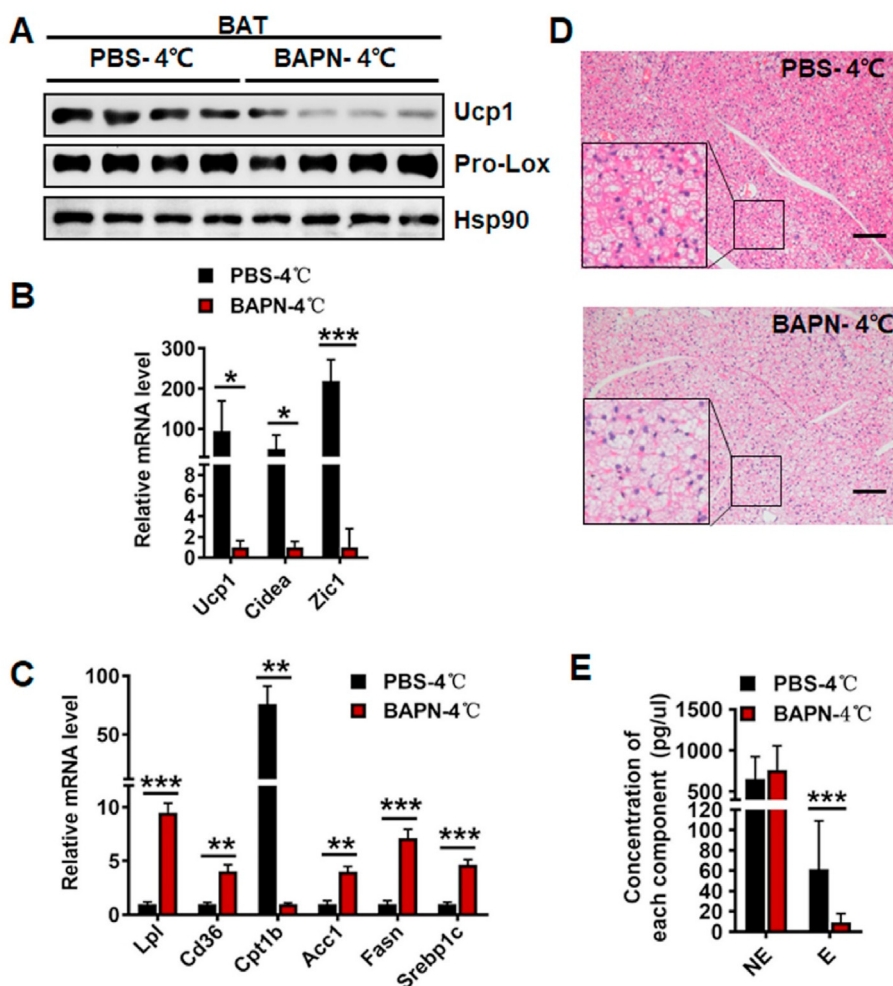 A
BAT
PBS- 4℃
BAPN- 4℃
Ucp1
Pro-Lox
Hsp90
B
PBS-4℃
BAPN-4℃
Relative mRNA level
300
200
100
8
6
4
2
0
*
*
***
Ucp1
Cidea
Zic1
C
PBS-4℃
BAPN-4℃
Relative mRNA level
100
75
50
10
5
0
***
**
**
**
***
***
Lpl
Cd36
Cpt1b
Acc1
Fasn
Srebp1c
D
PBS- 4℃
BAPN- 4℃
E
PBS-4℃
BAPN-4℃
Concentration of
each component (pg/ul)
1500
1000
500
120
100
80
60
40
20
0
***
NE
E